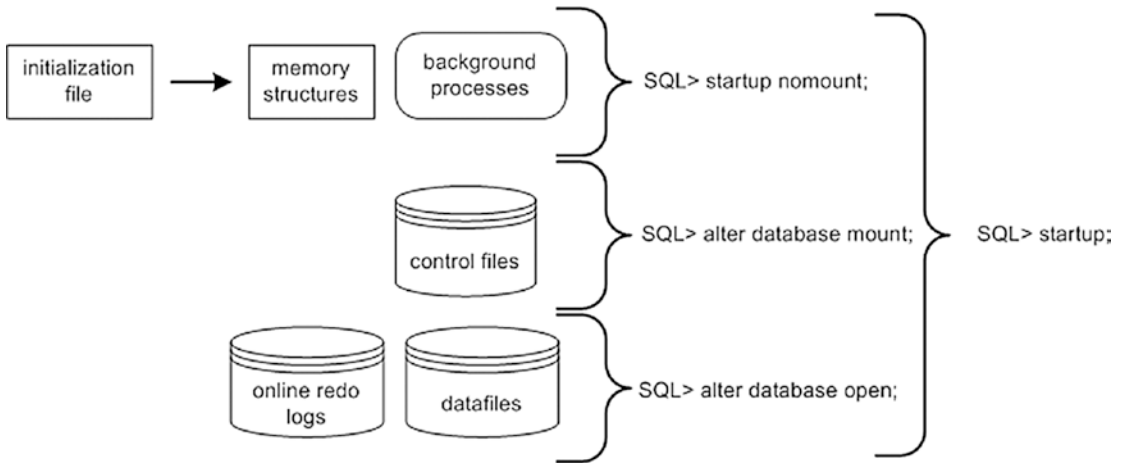 initialization
file
memory
structures
background
processes
SQL> startup nomount;
control files
SQL> alter database mount;
SQL> startup;
online redo
logs
datafiles
SQL> alter database open;